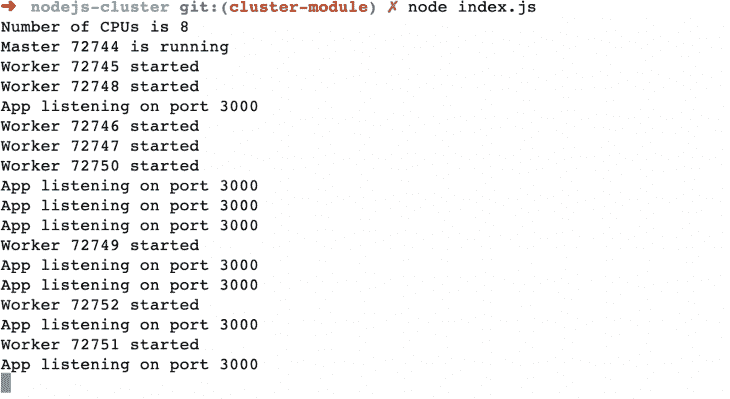 ➜ nodejs-cluster git:(cluster-module) ✗ node index.js
Number of CPUs is 8
Master 72744 is running
Worker 72745 started
Worker 72748 started
App listening on port 3000
Worker 72746 started
Worker 72747 started
Worker 72750 started
App listening on port 3000
App listening on port 3000
App listening on port 3000
Worker 72749 started
App listening on port 3000
App listening on port 3000
Worker 72752 started
App listening on port 3000
Worker 72751 started
App listening on port 3000